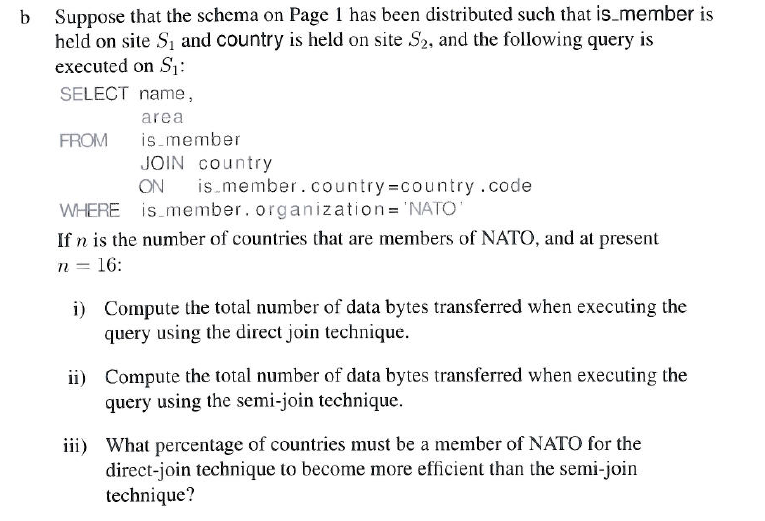 b Suppose that the schema on Page 1 has been distributed such that is_member is
held on site S₁ and country is held on site S₂, and the following query is
executed on S₁:
SELECT name,
area
FROM is_member
JOIN country
ON is_member.country=country.code
WHERE is_member.organization='NATO'
If n is the number of countries that are members of NATO, and at present
n = 16:
i) Compute the total number of data bytes transferred when executing the
query using the direct join technique.
ii) Compute the total number of data bytes transferred when executing the
query using the semi-join technique.
iii) What percentage of countries must be a member of NATO for the
direct-join technique to become more efficient than the semi-join
technique?